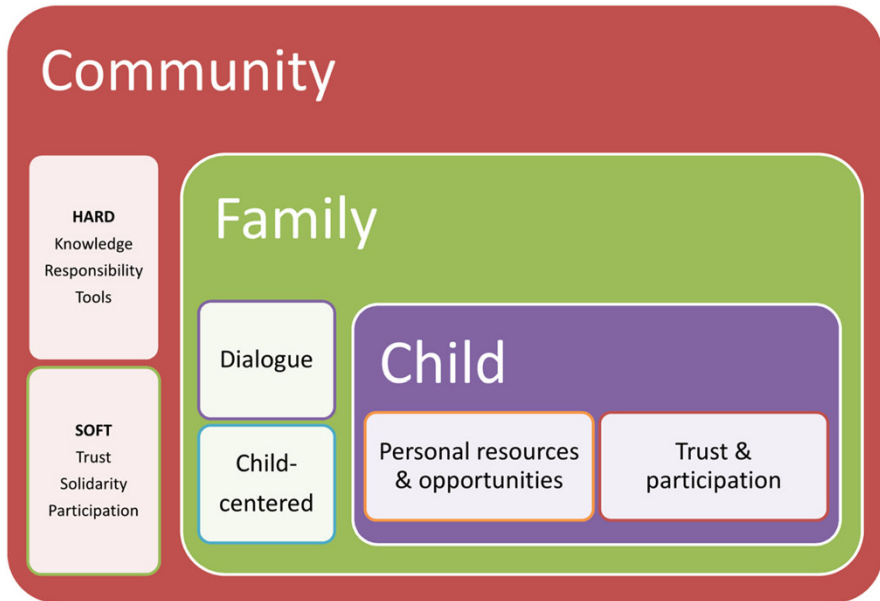 Community
HARD
Knowledge
Responsibility
Tools
SOFT
Trust
Solidarity
Participation
Family
Dialogue
Child-
centered
Child
Personal resources
& opportunities
Trust &
participation